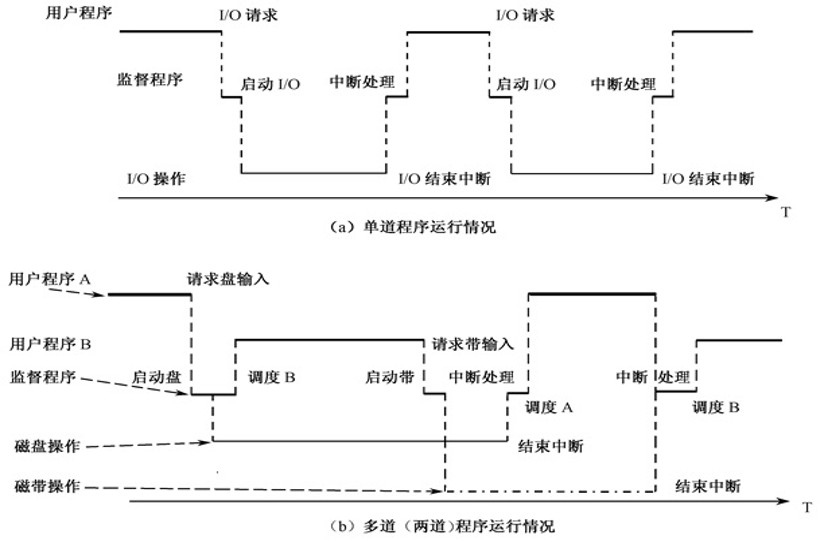 用户程序
I/O 请求
I/O 请求
监督程序
启动 I/O
中断处理
启动 I/O
中断处理
I/O 操作
I/O 结束中断
I/O 结束中断
T
（a）单道程序运行情况
用户程序 A
请求盘输入
用户程序 B
请求带输入
监督程序
启动盘
调度 B
启动带
中断处理
中断 处理
调度 A
调度 B
磁盘操作
结束中断
磁带操作
结束中断
T
（b）多道（两道)程序运行情况